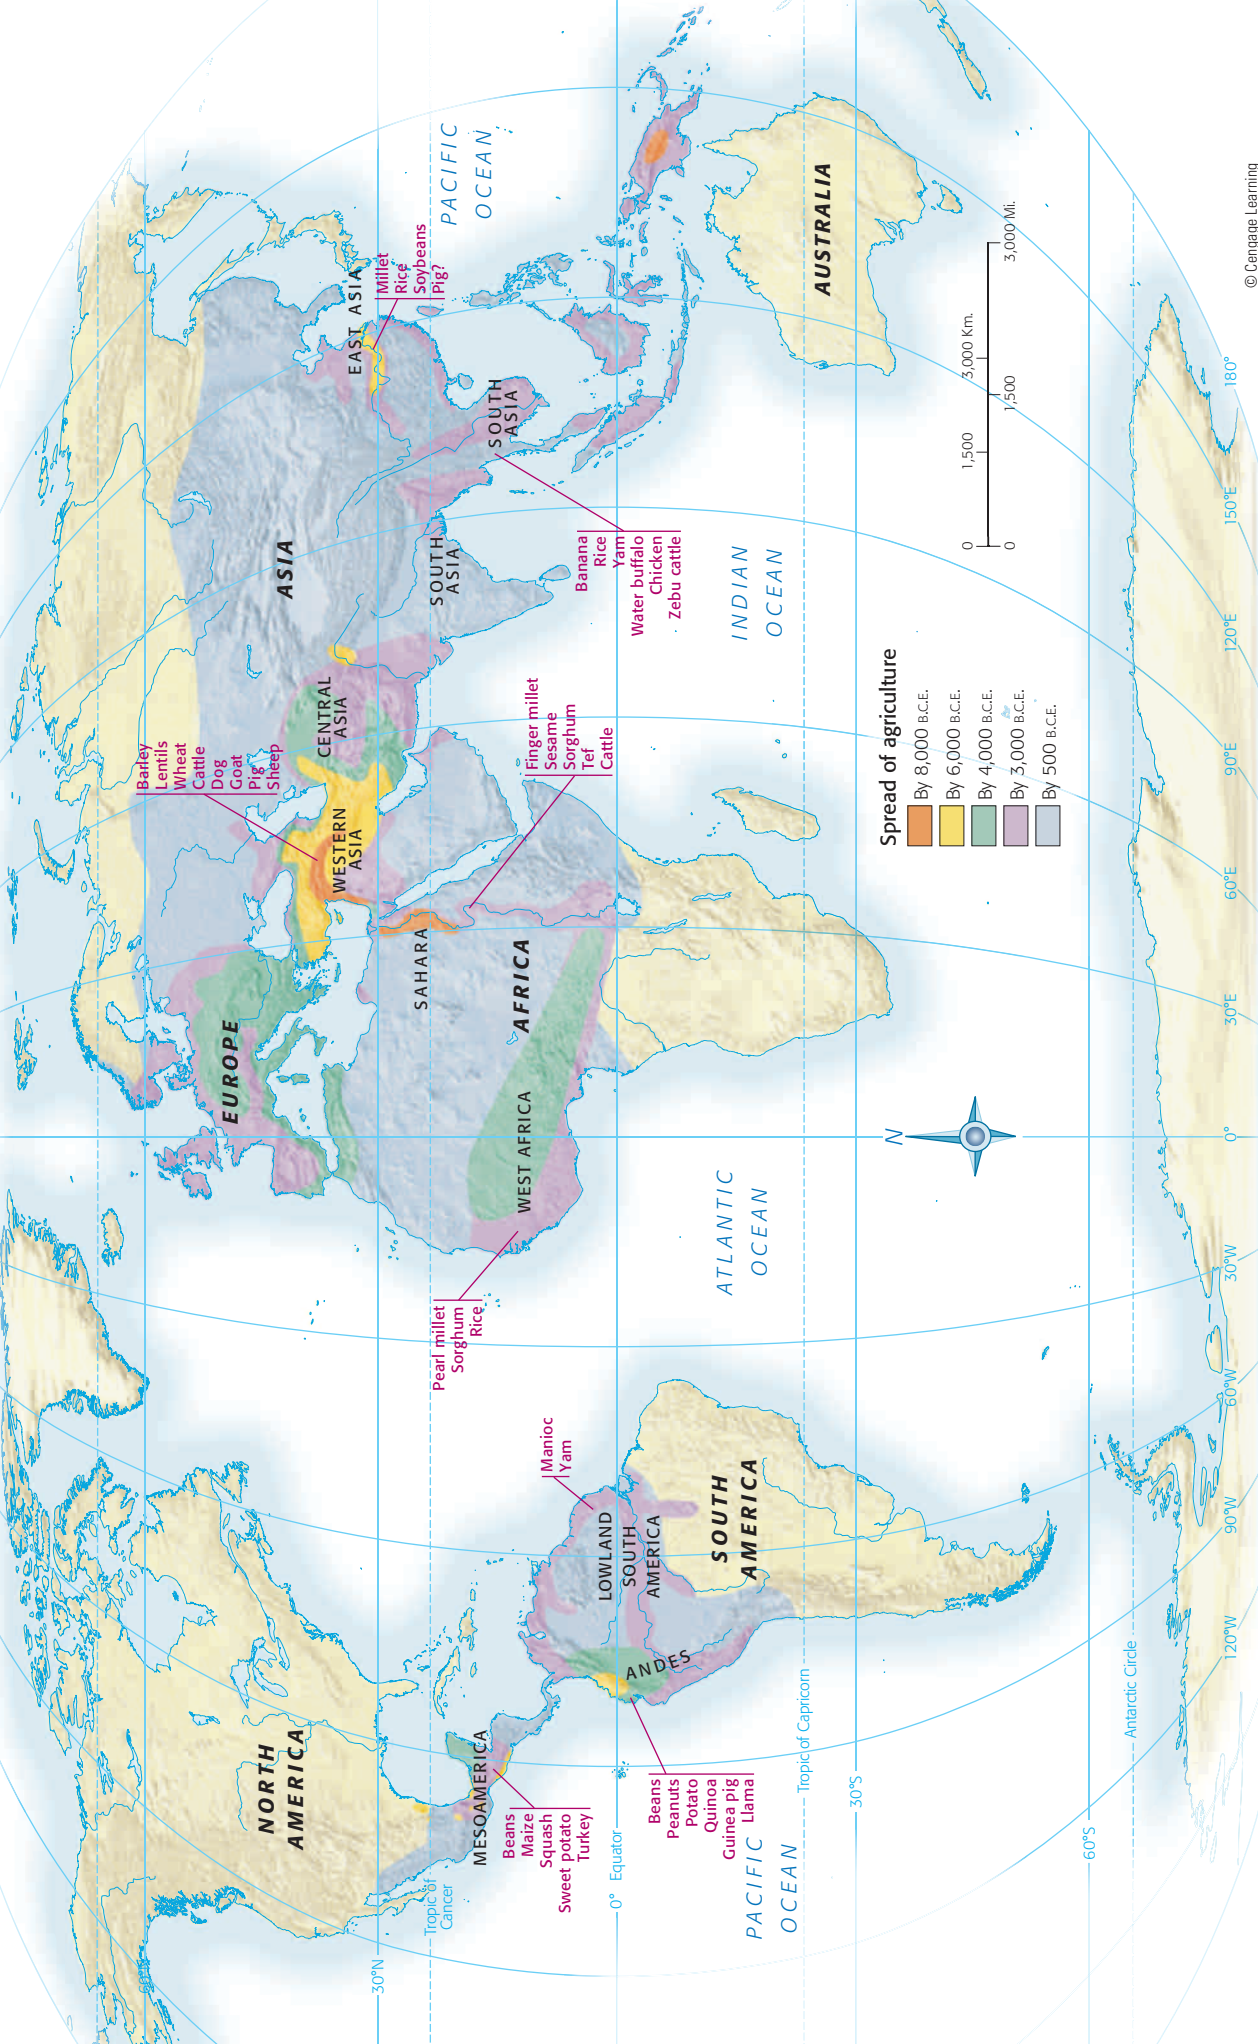 NORTH
AMERICA
MESOAMERICA
Beans
Maize
Squash
Sweet potato
Turkey
Tropic of
Cancer
60°N
30°N
0° Equator
PACIFIC
OCEAN
Beans
Peanuts
Potato
Quinoa
Guinea pig
Llama
ANDES
LOWLAND
SOUTH
AMERICA
Manioc
Yam
SOUTH
AMERICA
Tropic of Capricorn
30°S
60°S
Antarctic Circle
ATLANTIC
OCEAN
Pearl millet
Sorghum
Rice
WEST AFRICA
EUROPE
SAHARA
AFRICA
Barley
Lentils
Wheat
Cattle
Dog
Goat
Pig
Sheep
WESTERN
ASIA
CENTRAL
ASIA
Finger millet
Sesame
Sorghum
Tef
Cattle
ASIA
SOUTH
ASIA
SOUTH
ASIA
Banana
Rice
Yam
Water buffalo
Chicken
Zebu cattle
EAST ASIA
Millet
Rice
Soybeans
Pig?
PACIFIC
OCEAN
INDIAN
OCEAN
AUSTRALIA
N
Spread of agriculture
By 8,000 B.C.E.
By 6,000 B.C.E.
By 4,000 B.C.E.
By 3,000 B.C.E.
By 500 B.C.E.
0 1,500 3,000 Km.
0 1,500 3,000 Mi.
120°W 90°W 60°W 30°W 0° 30°E 60°E 90°E 120°E 150°E 180°
© Cengage Learning